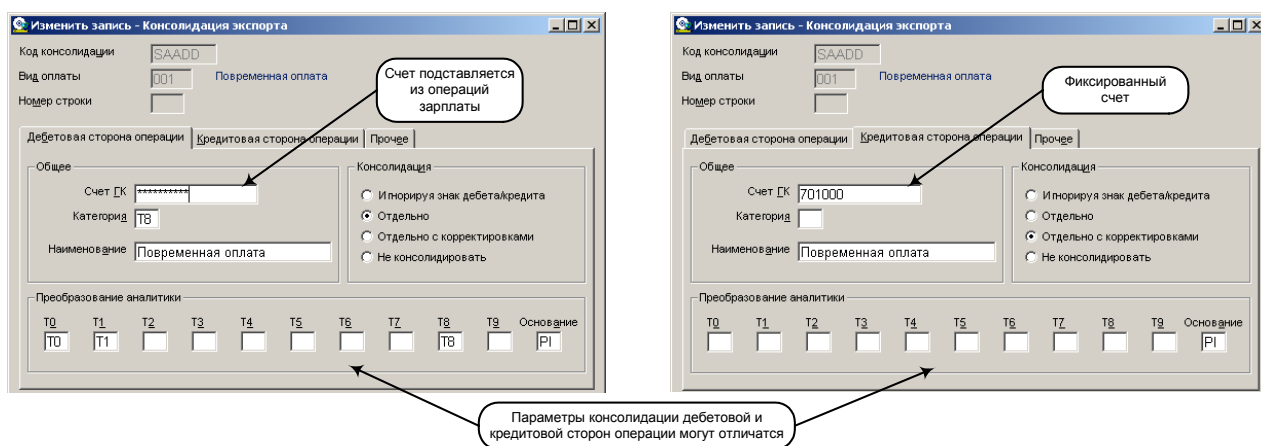 Изменить запись - Консолидация экспорта
Код консолидации SAADD
Вид оплаты 001 Повременная оплата
Номер строки
Счет подставляется
из операций
зарплаты
Дебетовая сторона операции Кредитовая сторона операции Прочее
Общее
Счет ГК **********
Категория T8
Наименование Повременная оплата
Консолидация
Игнорируя знак дебета/кредита
Отдельно
Отдельно с корректировками
Не консолидировать
Преобразование аналитики
T0 T1 T2 T3 T4 T5 T6 T7 T8 T9 Основание
T0 T1 T8 PI
Изменить запись - Консолидация экспорта
Код консолидации SAADD
Вид оплаты 001 Повременная оплата
Номер строки
Фиксированный
счет
Дебетовая сторона операции Кредитовая сторона операции Прочее
Общее
Счет ГК 701000
Категория
Наименование Повременная оплата
Консолидация
Игнорируя знак дебета/кредита
Отдельно
Отдельно с корректировками
Не консолидировать
Преобразование аналитики
T0 T1 T2 T3 T4 T5 T6 T7 T8 T9 Основание
PI
Параметры консолидации дебетовой и
кредитовой сторон операции могут отличатся